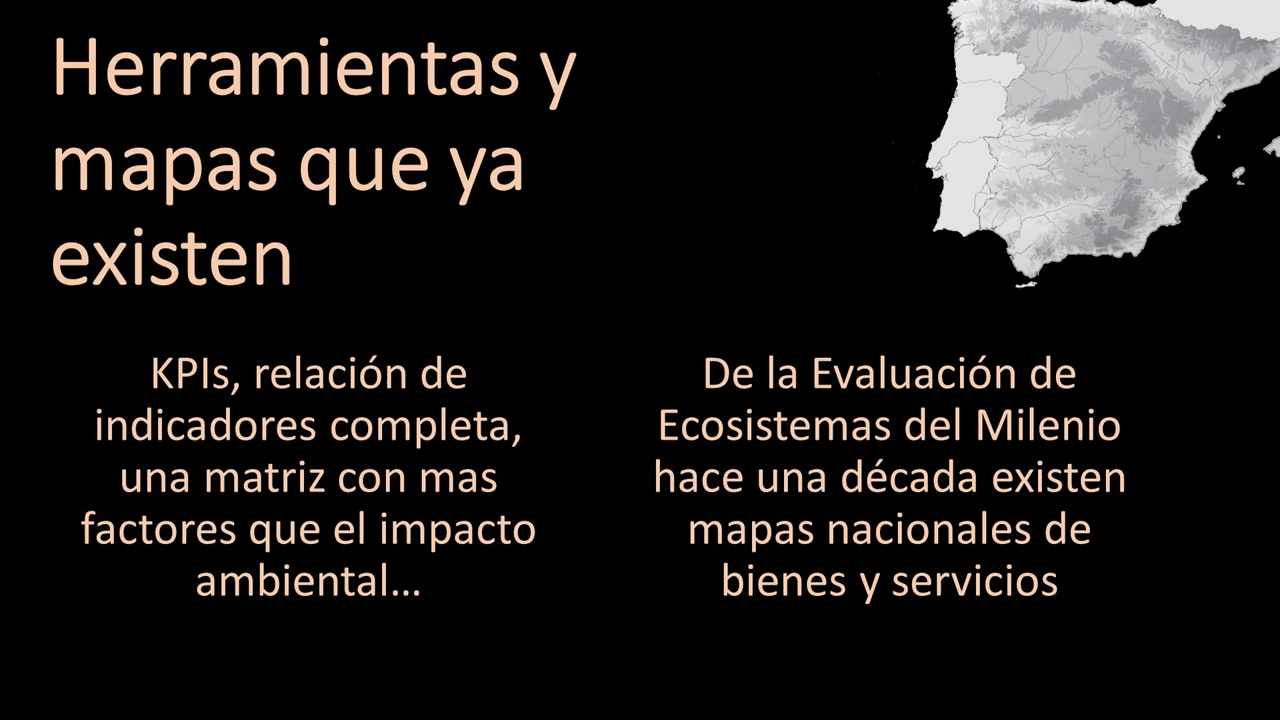 Herramientas y
mapas que ya
existen
KPIs, relación de
indicadores completa,
una matriz con mas
factores que el impacto
ambiental...
De la Evaluación de
Ecosistemas del Milenio
hace una década existen
mapas nacionales de
bienes y servicios